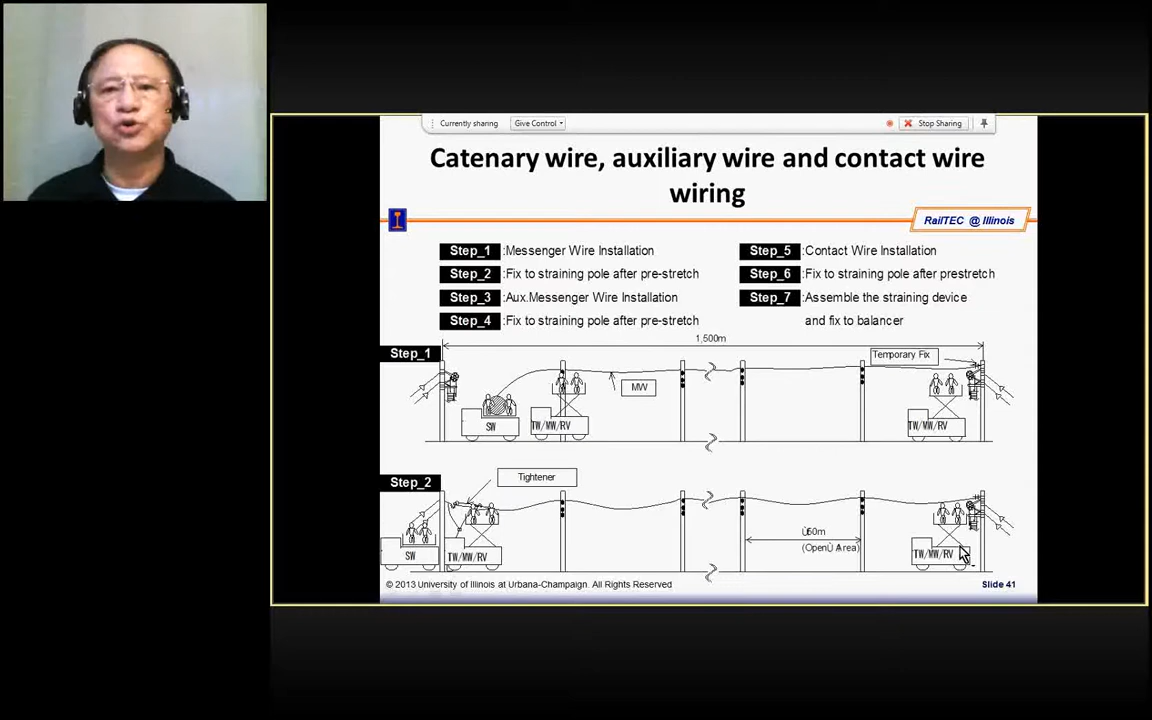 Currently sharing
Give Control
Stop Sharing
Catenary wire, auxiliary wire and contact wire
wiring
RailTEC @ Illinois
Step_1 :Messenger Wire Installation
Step_2 :Fix to straining pole after pre-stretch
Step_3 :Aux.Messenger Wire Installation
Step_4 :Fix to straining pole after pre-stretch
Step_5 :Contact Wire Installation
Step_6 :Fix to straining pole after prestretch
Step_7 :Assemble the straining device
and fix to balancer
1,500m
Step_1
Temporary Fix
MW
SW
TW/MW/RV
TW/MW/RV
Step_2
Tightener
Ù60m
(OpenÙ Area)
SW
TW/MW/RV
TW/MW/RV
© 2013 University of Illinois at Urbana-Champaign. All Rights Reserved
Slide 41